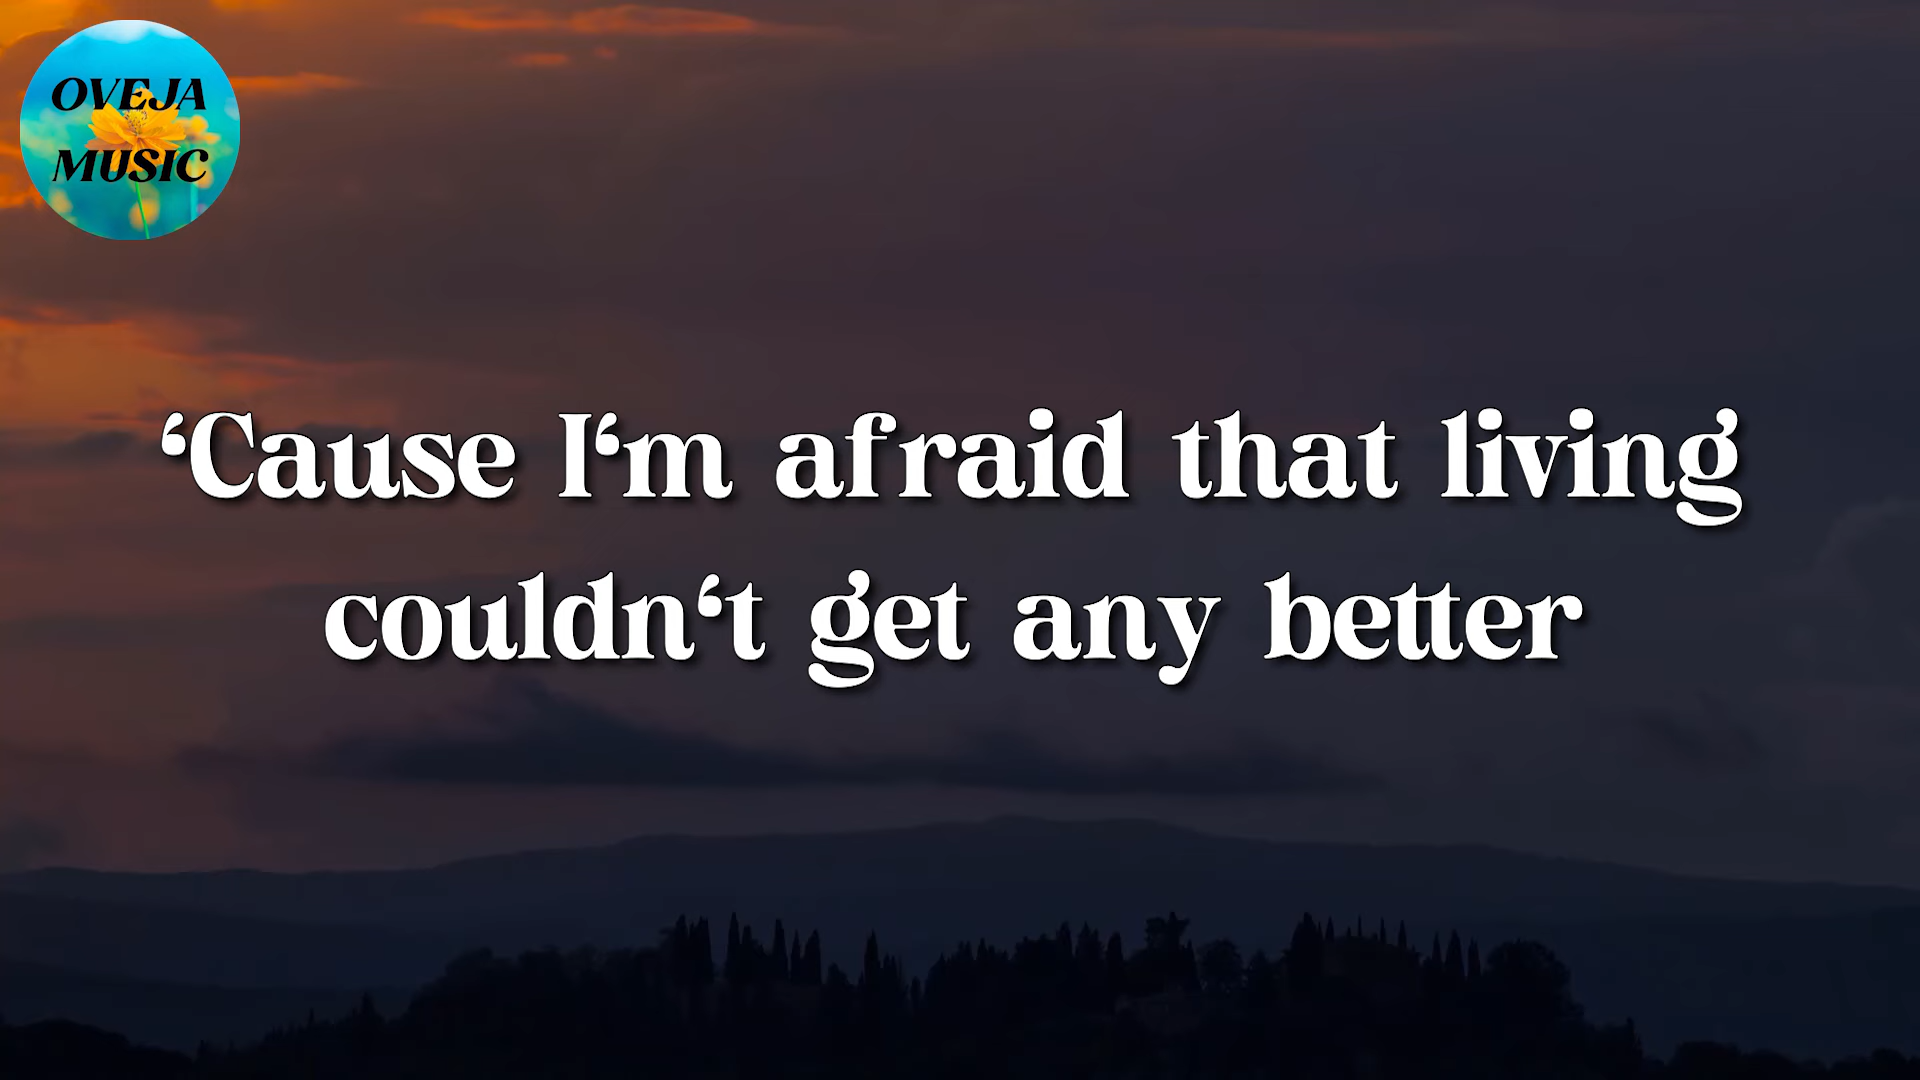 OVEJA
MUSIC
‘Cause I‘m afraid that living
couldn‘t get any better